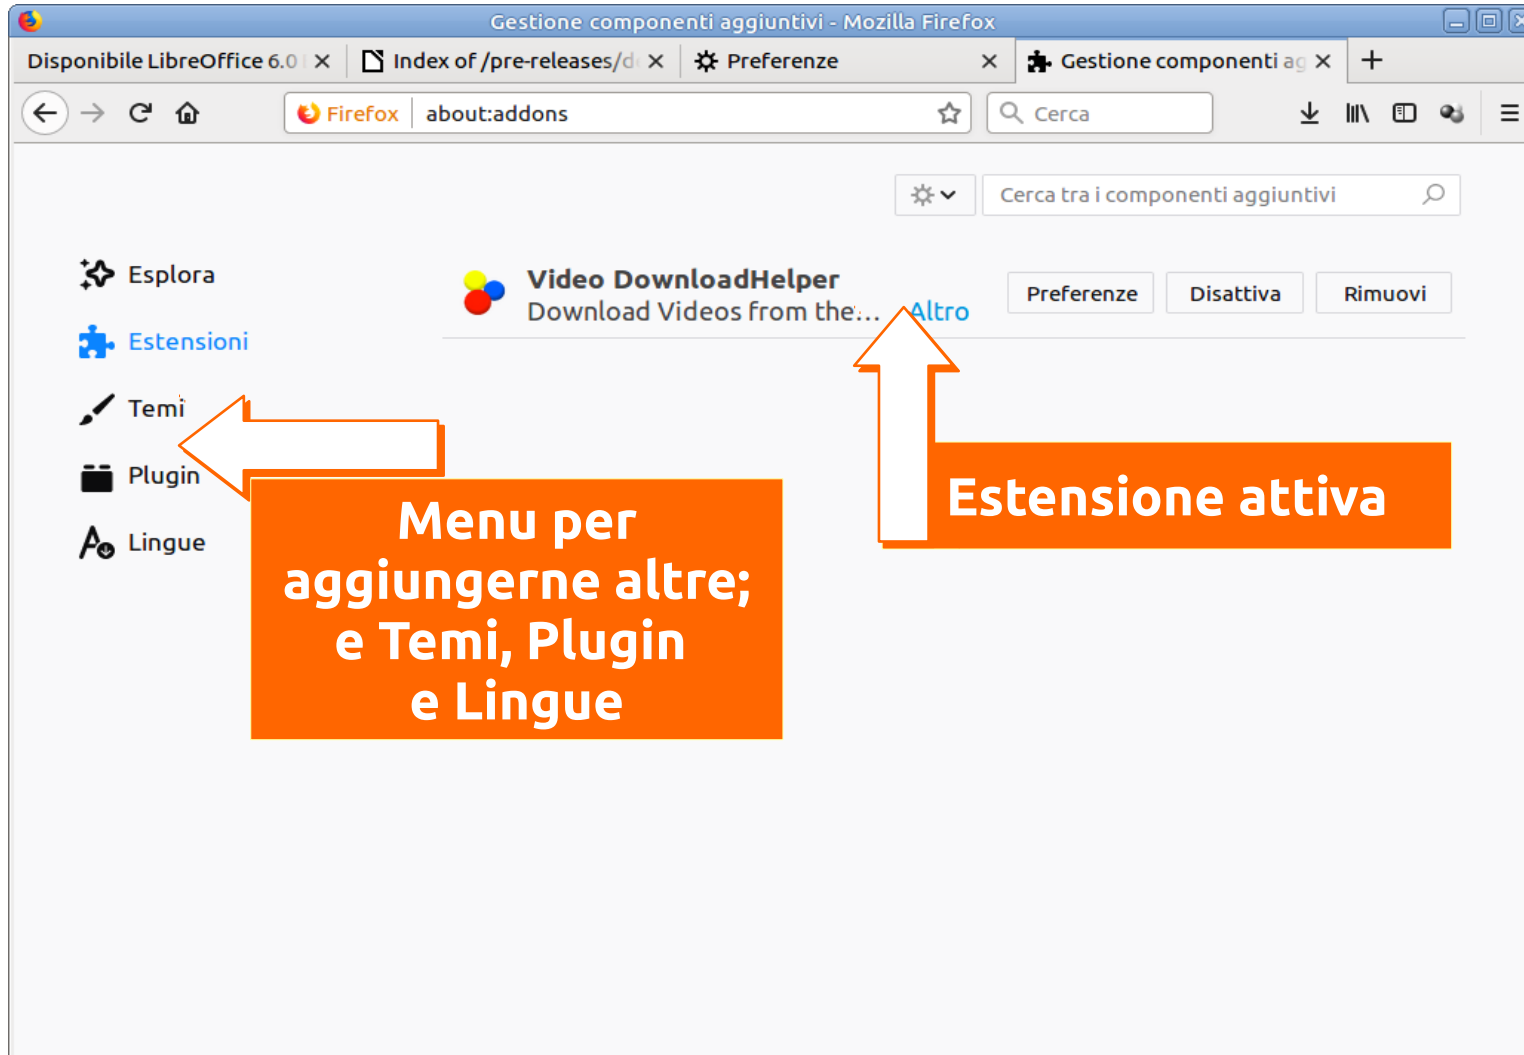 Gestione componenti aggiuntivi - Mozilla Firefox
Disponibile LibreOffice 6.0
Index of /pre-releases/d
Preferenze
Gestione componenti ag
Firefox
about:addons
Cerca
Cerca tra i componenti aggiuntivi
Esplora
Estensioni
Temi
Plugin
Lingue
Video DownloadHelper
Download Videos from the...
Altro
Preferenze
Disattiva
Rimuovi
Estensione attiva
Menu per
aggiungerne altre;
e Temi, Plugin
e Lingue